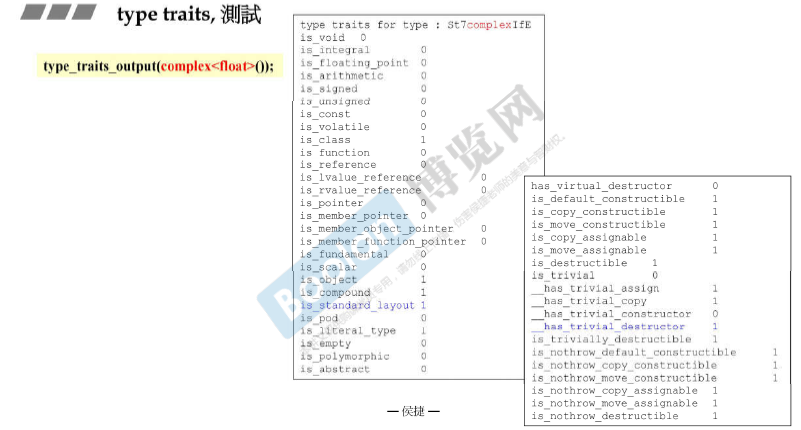 type traits, 測試
type_traits_output(complex<float>());
type traits for type : St7complexIfE
is_void 0
is_integral 0
is_floating_point 0
is_arithmetic 0
is_signed 0
is_unsigned 0
is_const 0
is_volatile 0
is_class 1
is_function 0
is_reference 0
is_lvalue_reference 0
is_rvalue_reference 0
is_pointer 0
is_member_pointer 0
is_member_object_pointer 0
is_member_function_pointer 0
is_fundamental 0
is_scalar 0
is_object 1
is_compound 1
is_standard_layout 1
is_pod 0
is_literal_type 1
is_empty 0
is_polymorphic 0
is_abstract 0
has_virtual_destructor 0
is_default_constructible 1
is_copy_constructible 1
is_move_constructible 1
is_copy_assignable 1
is_move_assignable 1
is_destructible 1
is_trivial 0
__has_trivial_assign 1
__has_trivial_copy 1
__has_trivial_constructor 0
__has_trivial_destructor 1
is_trivially_destructible 1
is_nothrow_default_constructible 1
is_nothrow_copy_constructible 1
is_nothrow_move_constructible 1
is_nothrow_copy_assignable 1
is_nothrow_move_assignable 1
is_nothrow_destructible 1
— 侯捷 —
Boolan
博览网